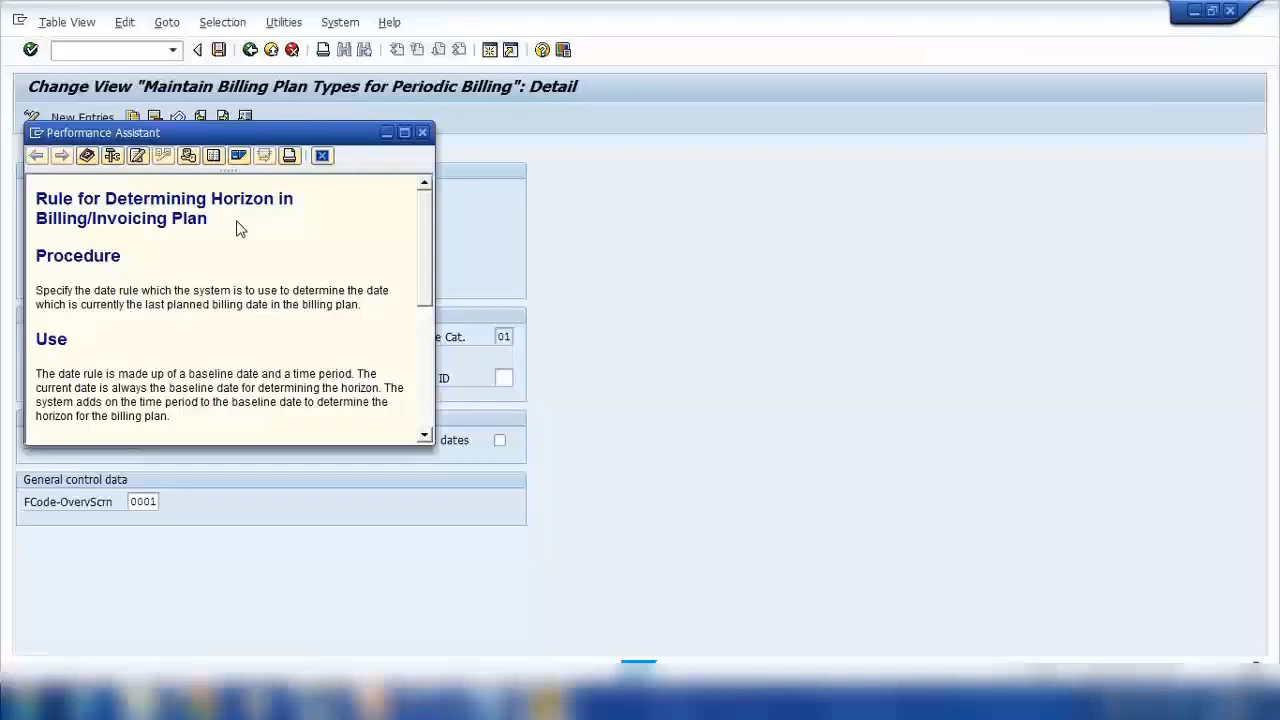 Table View Edit Goto Selection Utilities System Help
Change View "Maintain Billing Plan Types for Periodic Billing": Detail
New Entries
Performance Assistant
Rule for Determining Horizon in
Billing/Invoicing Plan
Procedure
Specify the date rule which the system is to use to determine the date
which is currently the last planned billing date in the billing plan.
Use
The date rule is made up of a baseline date and a time period. The
current date is always the baseline date for determining the horizon. The
system adds on the time period to the baseline date to determine the
horizon for the billing plan.
e Cat. 01
ID
dates
General control data
FCode-OvervScrn 0001